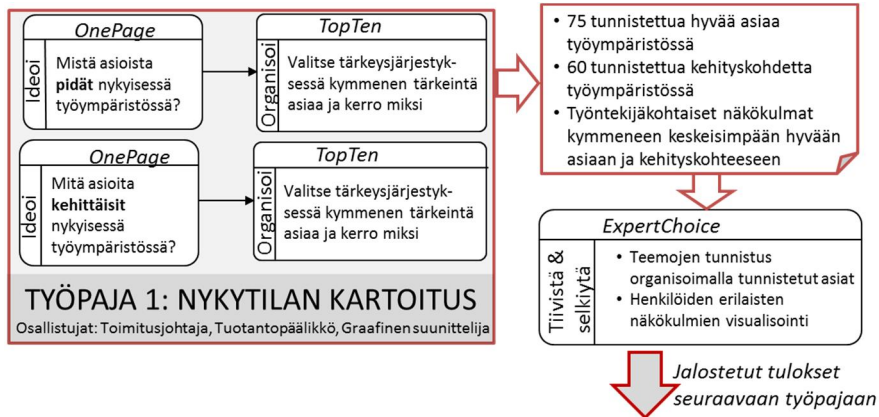 OnePage
Ideoi
Mistä asioista
pidät nykyisessä
työympäristössä?
TopTen
Organisoi
Valitse tärkeysjärjestyk-
sessä kymmenen tärkeintä
asiaa ja kerro miksi
OnePage
Ideoi
Mitä asioita
kehittäisit
nykyisessä
työympäristössä?
TopTen
Organisoi
Valitse tärkeysjärjestyk-
sessä kymmenen tärkeintä
asiaa ja kerro miksi
TYÖPAJA 1: NYKYTILAN KARTOITUS
Osallistujat: Toimitusjohtaja, Tuotantopäälikkö, Graafinen suunittelija
• 75 tunnistettua hyvää asiaa
työympäristössä
• 60 tunnistettua kehityskohdetta
työympäristössä
• Työntekijäkohtaiset näkökulmat
kymmeneen keskeisimpään hyvään
asiaan ja kehityskohteeseen
ExpertChoice
Tiivistä &
selkiytä
• Teemojen tunnistus
organisoimalla tunnistetut asiat
• Henkilöiden erilaisten
näkökulmien visualisointi
Jalostetut tulokset
seuraavaan työpajaan